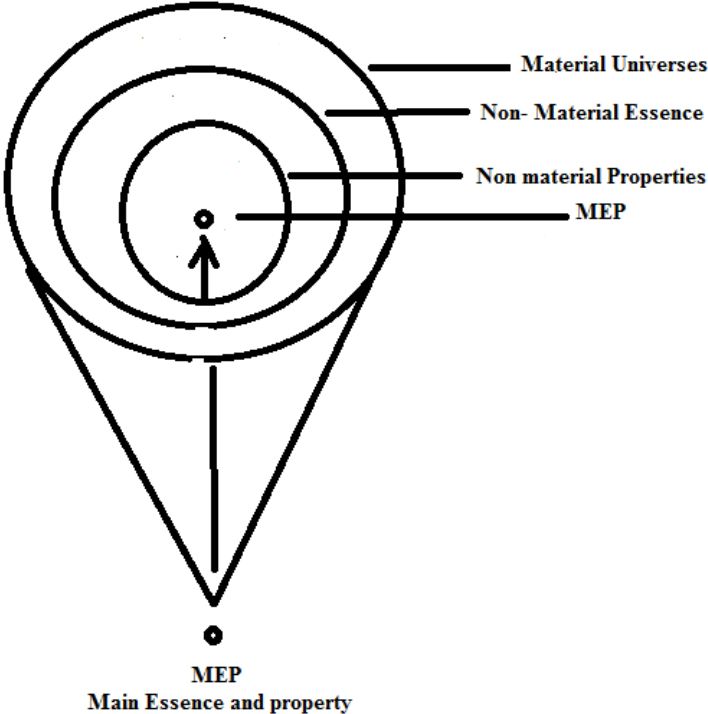 Material Universes
Non- Material Essence
Non material Properties
MEP
MEP
Main Essence and property